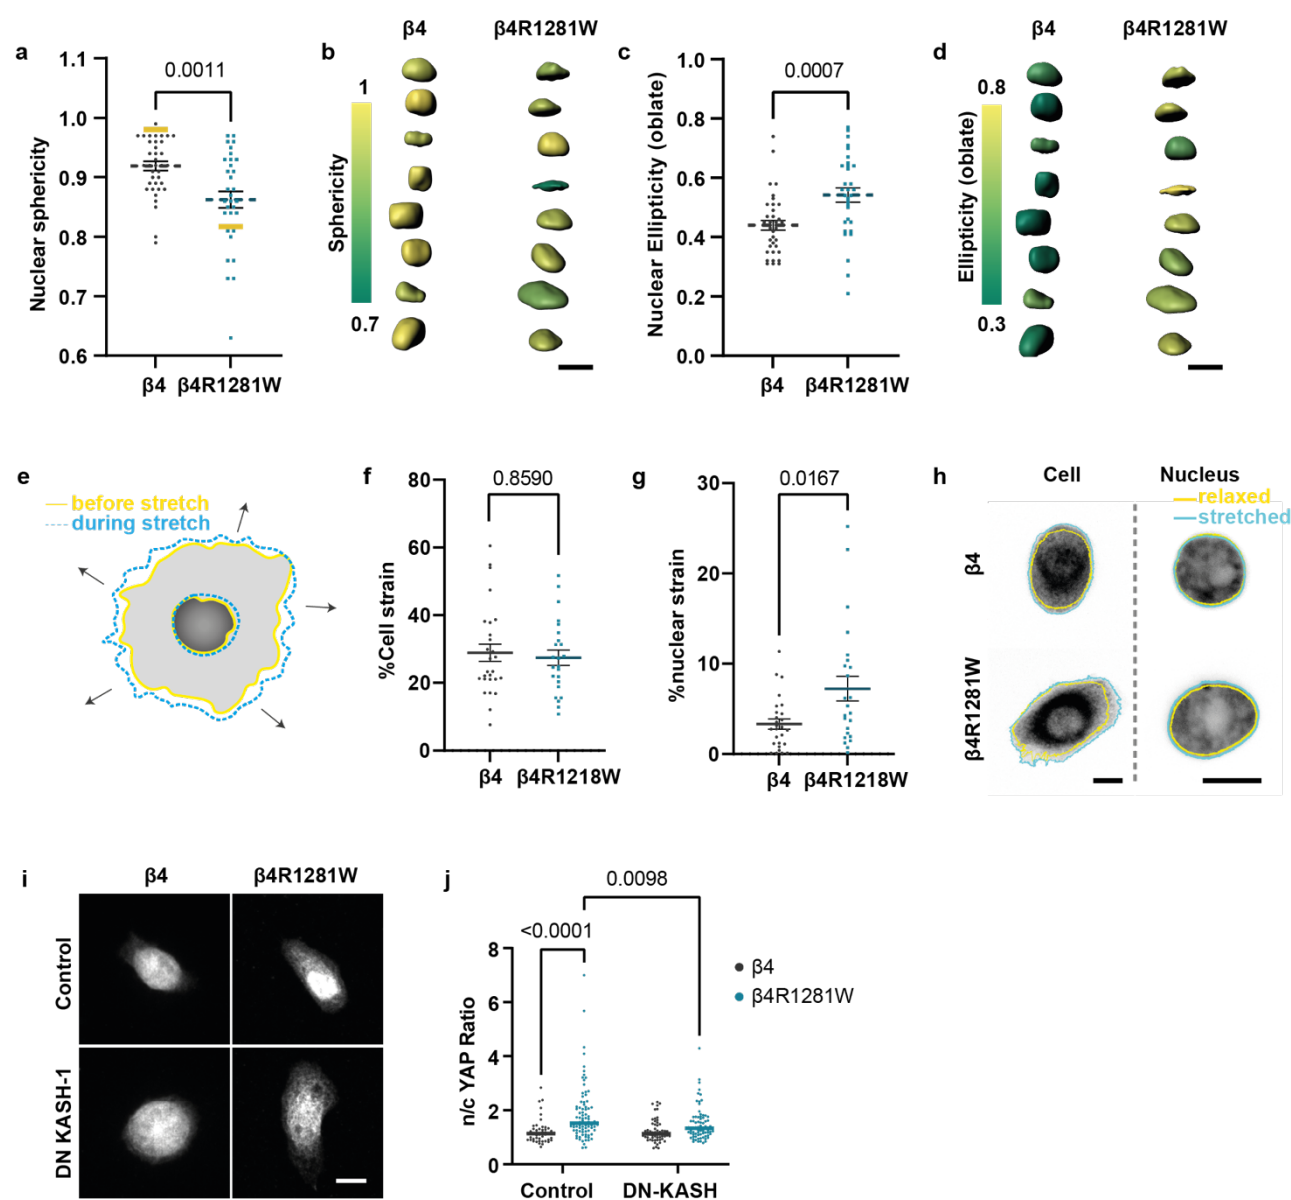 β4
β4R1281W
β4
β4R1281W
a
1.1
1.0
0.9
0.8
0.7
0.6
Nuclear sphericity
0.0011
β4
β4R1281W
b
1
Sphericity
0.7
c
1.0
0.8
0.6
0.4
0.2
0.0
Nuclear Ellipticity (oblate)
0.0007
β4
β4R1281W
d
0.8
Ellipticity (oblate)
0.3
e
before stretch
during stretch
f
80
60
40
20
0
%Cell strain
0.8590
β4
β4R1218W
g
30
20
10
0
%nuclear strain
0.0167
β4
β4R1218W
h
Cell
Nucleus
relaxed
stretched
β4
β4R1281W
i
β4
β4R1281W
Control
DN KASH-1
j
0.0098
<0.0001
8
6
4
2
0
n/c YAP Ratio
β4
β4R1281W
Control
DN-KASH